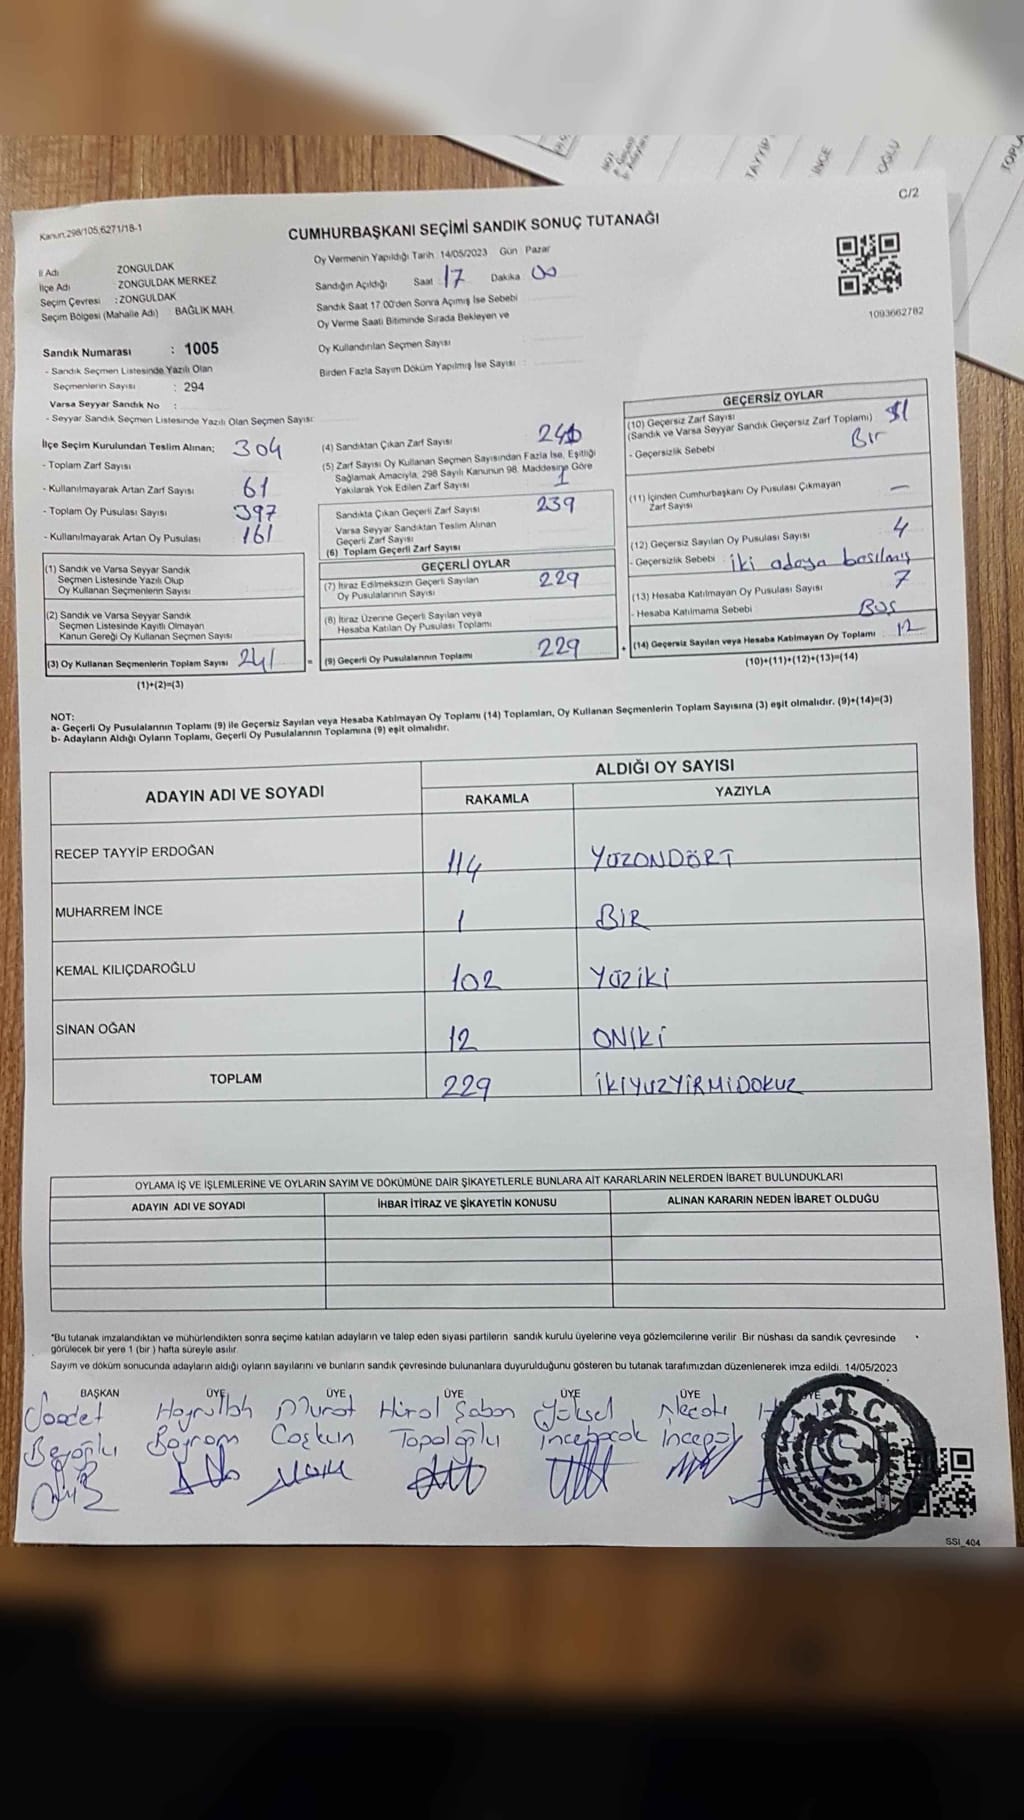 C/2
Kanun.298/105,6271/18-1
CUMHURBAŞKANI SEÇİMİ SANDIK SONUÇ TUTANAĞI
İl Adı ZONGULDAK
İlçe Adı : ZONGULDAK MERKEZ
Seçim Çevresi : ZONGULDAK
Seçim Bölgesi (Mahalle Adı) BAĞLIK MAH.
Sandık Numarası : 1005
- Sandık Seçmen Listesinde Yazılı Olan
Seçmenlerin Sayısı : 294
Varsa Seyyar Sandık No :
- Seyyar Sandık Seçmen Listesinde Yazılı Olan Seçmen Sayısı:
Oy Vermenin Yapıldığı Tarih :14/05/2023 Gün : Pazar
Sandığın Açıldığı Saat : 17 Dakika : 00
Sandık Saat 17.00'den Sonra Açımış İse Sebebi
Oy Verme Saati Bitiminde Sırada Bekleyen ve
Oy Kullandırılan Seçmen Sayısı :
Birden Fazla Sayım Döküm Yapılmış İse Sayısı :
1093662782
İlçe Seçim Kurulundan Teslim Alınan; 304
- Toplam Zarf Sayısı
- Kullanılmayarak Artan Zarf Sayısı 61
- Toplam Oy Pusulası Sayısı 397
- Kullanılmayarak Artan Oy Pusulası 161
(1) Sandık ve Varsa Seyyar Sandık
Seçmen Listesinde Yazılı Olup
Oy Kullanan Seçmenlerin Sayısı
(2) Sandık ve Varsa Seyyar Sandık
Seçmen Listesinde Kayıtlı Olmayan
Kanun Gereği Oy Kullanan Seçmen Sayısı
(3) Oy Kullanan Seçmenlerin Toplam Sayısı 241 =
(1)+(2)=(3)
(4) Sandıktan Çıkan Zarf Sayısı
(5) Zarf Sayısı Oy Kullanan Seçmen Sayısından Fazla İse, Eşitliği
Sağlamak Amacıyla, 298 Sayılı Kanunun 98. Maddesine Göre
Yakılarak Yok Edilen Zarf Sayısı 1
Sandıkta Çıkan Geçerli Zarf Sayısı 239
Varsa Seyyar Sandıktan Teslim Alınan
Geçerli Zarf Sayısı
(6) Toplam Geçerli Zarf Sayısı
GEÇERLİ OYLAR
(7) İtiraz Edilmeksizin Geçerli Sayılan 229
Oy Pusulalarının Sayısı
(8) İtiraz Üzerine Geçerli Sayılan veya
Hesaba Katılan Oy Pusulası Toplamı
(9) Geçerli Oy Pusulalarının Toplamı 229 +
GEÇERSİZ OYLAR
(10) Geçersiz Zarf Sayısı 1
(Sandık ve Varsa Seyyar Sandık Geçersiz Zarf Toplamı)
- Geçersizlik Sebebi Bir
(11) İçinden Cumhurbaşkanı Oy Pusulası Çıkmayan —
Zarf Sayısı
(12) Geçersiz Sayılan Oy Pusulası Sayısı 4
- Geçersizlik Sebebi iki adaya basılmış
(13) Hesaba Katılmayan Oy Pusulası Sayısı 7
- Hesaba Katılmama Sebebi BOŞ
(14) Geçersiz Sayılan veya Hesaba Katılmayan Oy Toplamı 12
(10)+(11)+(12)+(13)=(14)
NOT:
a- Geçerli Oy Pusulalarının Toplamı (9) ile Geçersiz Sayılan veya Hesaba Katılmayan Oy Toplamı (14) Toplamları, Oy Kullanan Seçmenlerin Toplam Sayısına (3) eşit olmalıdır. (9)+(14)=(3)
b- Adayların Aldığı Oyların Toplamı, Geçerli Oy Pusulalarının Toplamına (9) eşit olmalıdır.
ADAYIN ADI VE SOYADI ALDIĞI OY SAYISI
RAKAMLA YAZIYLA
RECEP TAYYİP ERDOĞAN 114 YÜZONDÖRT
MUHARREM İNCE 1 BİR
KEMAL KILIÇDAROĞLU 102 YÜZİKİ
SİNAN OĞAN 12 ONİKİ
TOPLAM 229 İKİYÜZYİRMİDOKUZ
OYLAMA İŞ VE İŞLEMLERİNE VE OYLARIN SAYIM VE DÖKÜMÜNE DAİR ŞİKAYETLERLE BUNLARA AİT KARARLARIN NELERDEN İBARET BULUNDUKLARI
ADAYIN ADI VE SOYADI İHBAR İTİRAZ VE ŞİKAYETİN KONUSU ALINAN KARARIN NEDEN İBARET OLDUĞU
*Bu tutanak imzalandıktan ve mühürlendikten sonra seçime katılan adayların ve talep eden siyasi partilerin sandık kurulu üyelerine veya gözlemcilerine verilir. Bir nüshası da sandık çevresinde
görülecek bir yere 1 (bir ) hafta süreyle asılır.
Sayım ve döküm sonucunda adayların aldığı oyların sayılarını ve bunların sandık çevresinde bulunanlara duyurulduğunu gösteren bu tutanak tarafımızdan düzenlenerek imza edildi. 14/05/2023
BAŞKAN ÜYE ÜYE ÜYE ÜYE ÜYE ÜYE
Saadet Hayrullah Murat Hürol Şaban Yüksel Necati
Beyoğlu Bayram Coşkun Topaloğlu
T.C.
SSI_404
TAYYİP
İNCE
OĞLU
TOPLA